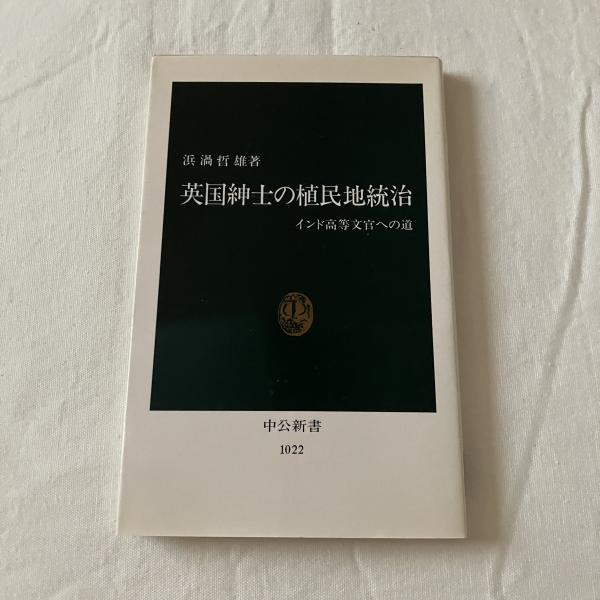 浜渦哲雄著
英国紳士の植民地統治
インド高等文官への道
中公新書
1022